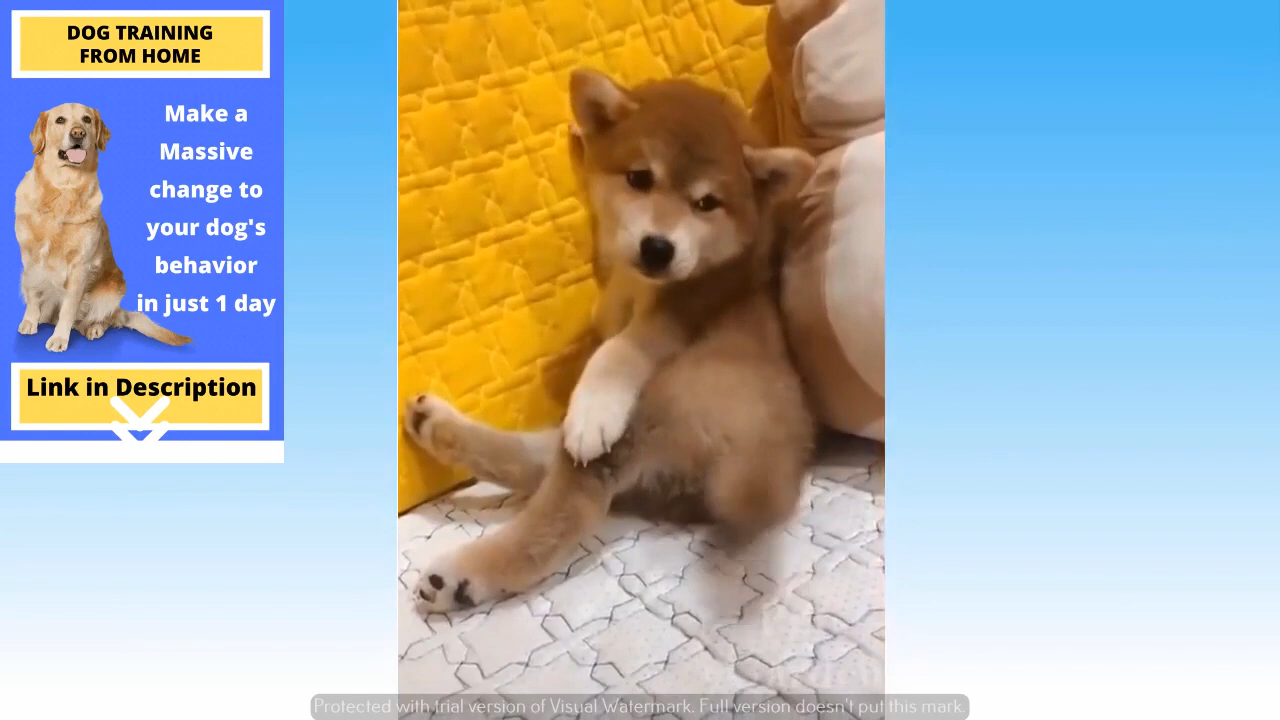 DOG TRAINING
FROM HOME
Make a
Massive
change to
your dog's
behavior
in just 1 day
Link in Description
Protected with trial version of Visual Watermark. Full version doesn't put this mark.